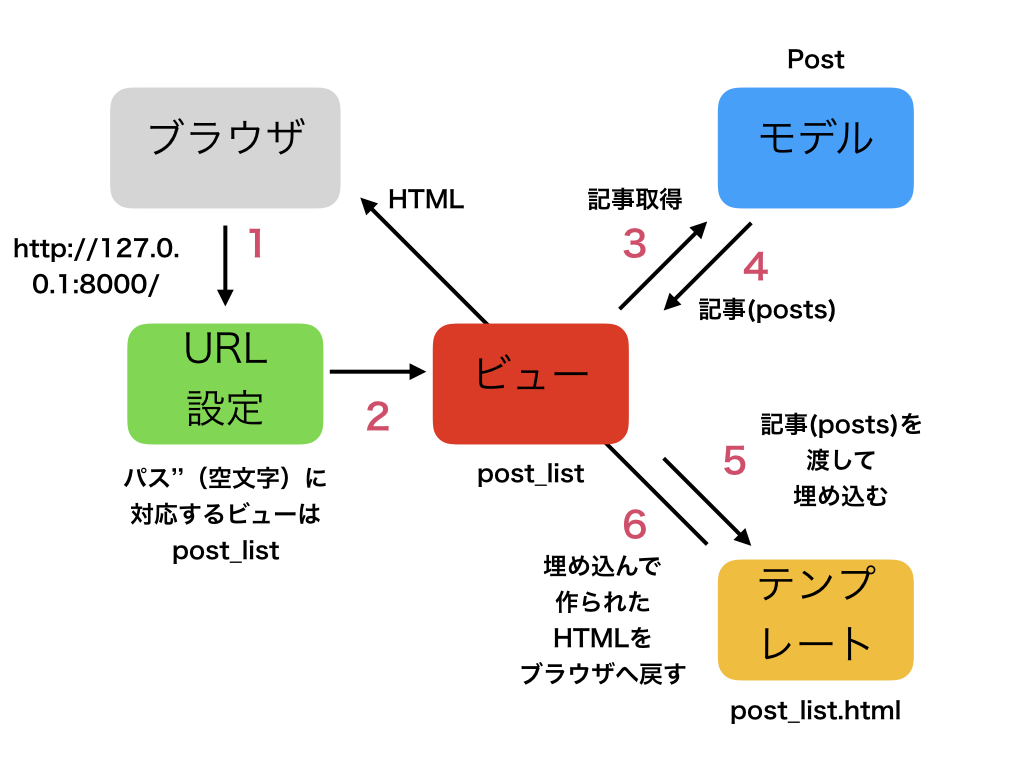 Post
ブラウザ
モデル
HTML
記事取得
http://127.0.
0.1:8000/
1
3
4
記事(posts)
URL
設定
2
ビュー
パス”（空文字）に
対応するビューは
post_list
post_list
記事(posts)を
渡して
埋め込む
5
6
埋め込んで
作られた
HTMLを
ブラウザへ戻す
テンプ
レート
post_list.html